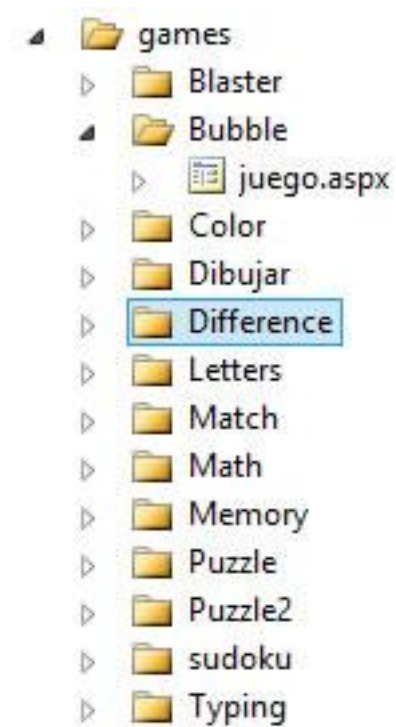 games
Blaster
Bubble
juego.aspx
Color
Dibujar
Difference
Letters
Match
Math
Memory
Puzzle
Puzzle2
sudoku
Typing